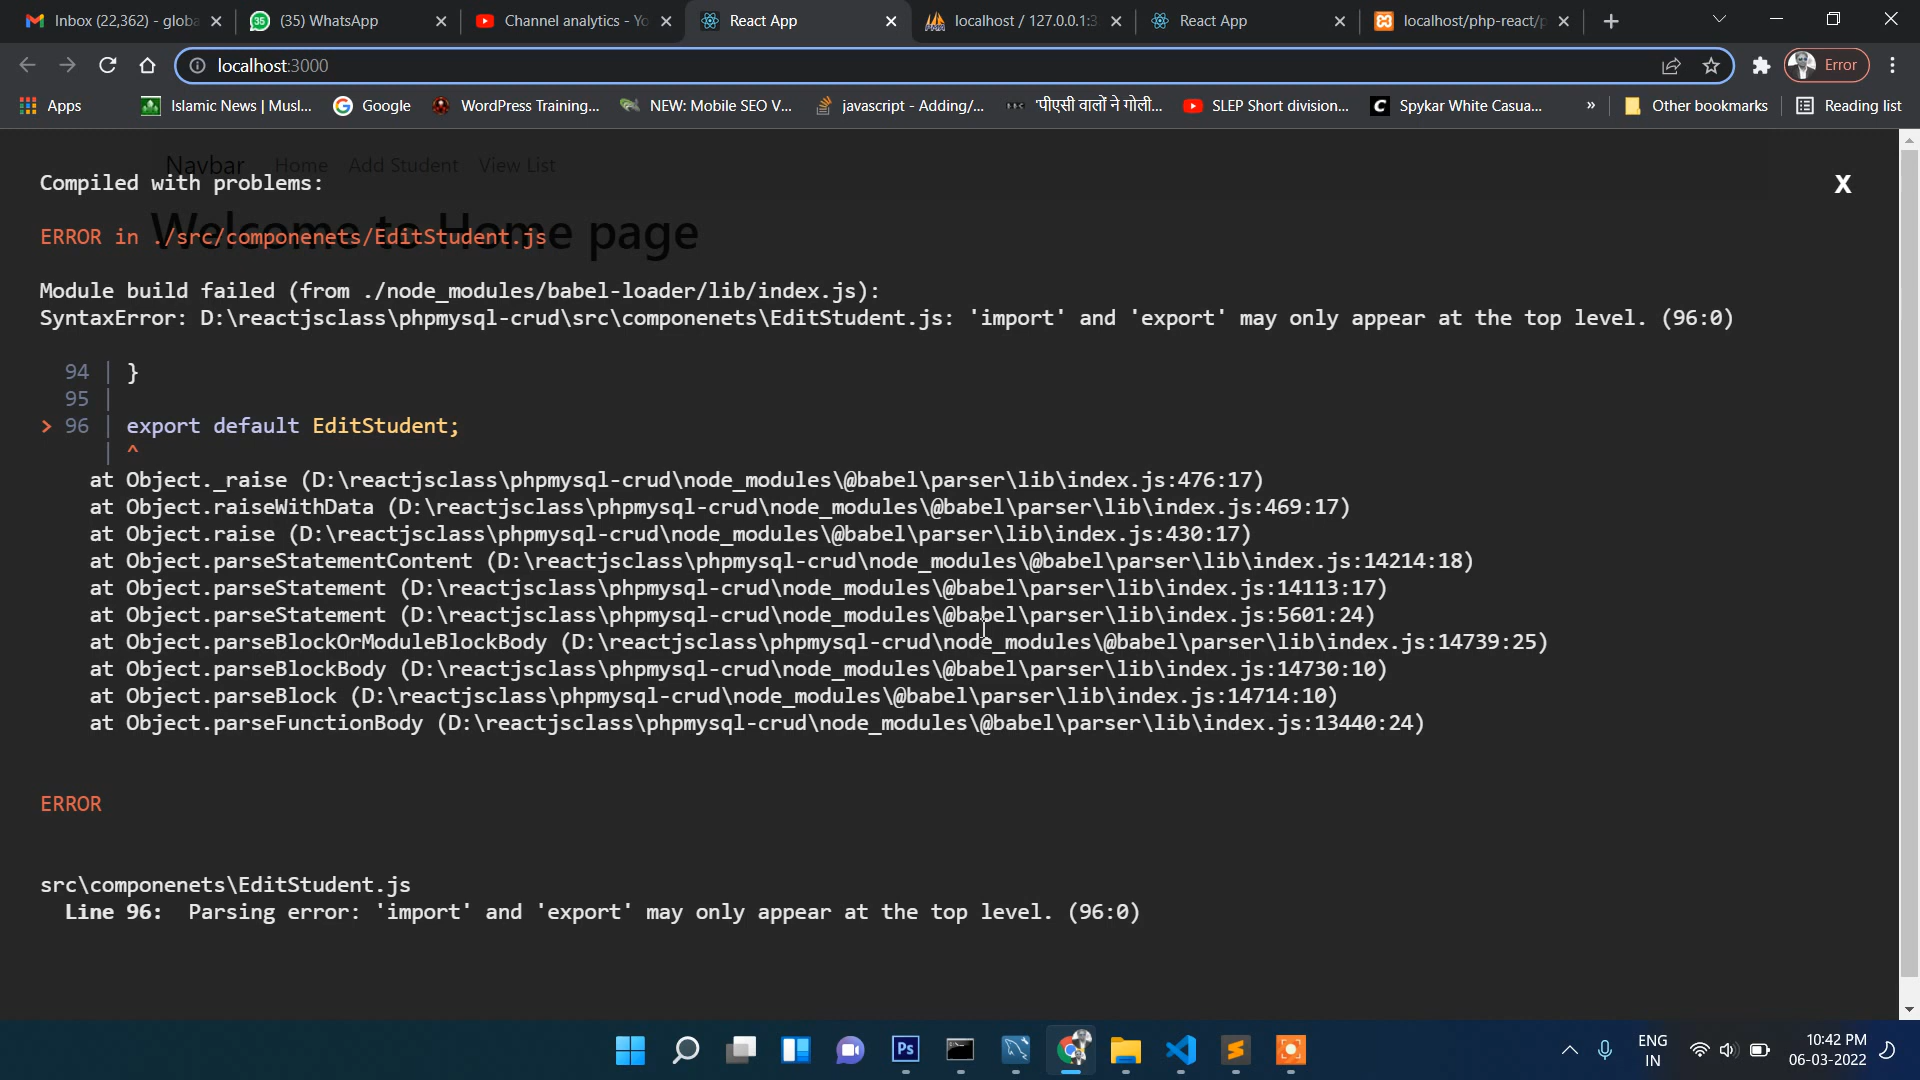 Inbox (22,362) - globa
(35) WhatsApp
Channel analytics - Yo
React App
localhost / 127.0.0.1:3
React App
localhost/php-react/p
localhost:3000
Error
Apps
Islamic News | Musl...
Google
WordPress Training...
NEW: Mobile SEO V...
javascript - Adding/...
'पीएसी वालों ने गोली...
SLEP Short division...
Spykar White Casua...
»
Other bookmarks
Reading list
Navbar Home Add Student View List
Compiled with problems:
X
Welcome to Home page
ERROR in ./src/componenets/EditStudent.js
Module build failed (from ./node_modules/babel-loader/lib/index.js):
SyntaxError: D:\reactjsclass\phpmysql-crud\src\componenets\EditStudent.js: 'import' and 'export' may only appear at the top level. (96:0)
94 | }
95 |
> 96 | export default EditStudent;
| ^
at Object._raise (D:\reactjsclass\phpmysql-crud\node_modules\@babel\parser\lib\index.js:476:17)
at Object.raiseWithData (D:\reactjsclass\phpmysql-crud\node_modules\@babel\parser\lib\index.js:469:17)
at Object.raise (D:\reactjsclass\phpmysql-crud\node_modules\@babel\parser\lib\index.js:430:17)
at Object.parseStatementContent (D:\reactjsclass\phpmysql-crud\node_modules\@babel\parser\lib\index.js:14214:18)
at Object.parseStatement (D:\reactjsclass\phpmysql-crud\node_modules\@babel\parser\lib\index.js:14113:17)
at Object.parseStatement (D:\reactjsclass\phpmysql-crud\node_modules\@babel\parser\lib\index.js:5601:24)
at Object.parseBlockOrModuleBlockBody (D:\reactjsclass\phpmysql-crud\node_modules\@babel\parser\lib\index.js:14739:25)
at Object.parseBlockBody (D:\reactjsclass\phpmysql-crud\node_modules\@babel\parser\lib\index.js:14730:10)
at Object.parseBlock (D:\reactjsclass\phpmysql-crud\node_modules\@babel\parser\lib\index.js:14714:10)
at Object.parseFunctionBody (D:\reactjsclass\phpmysql-crud\node_modules\@babel\parser\lib\index.js:13440:24)
ERROR
src\componenets\EditStudent.js
Line 96: Parsing error: 'import' and 'export' may only appear at the top level. (96:0)
Ps
ENG
IN
10:42 PM
06-03-2022